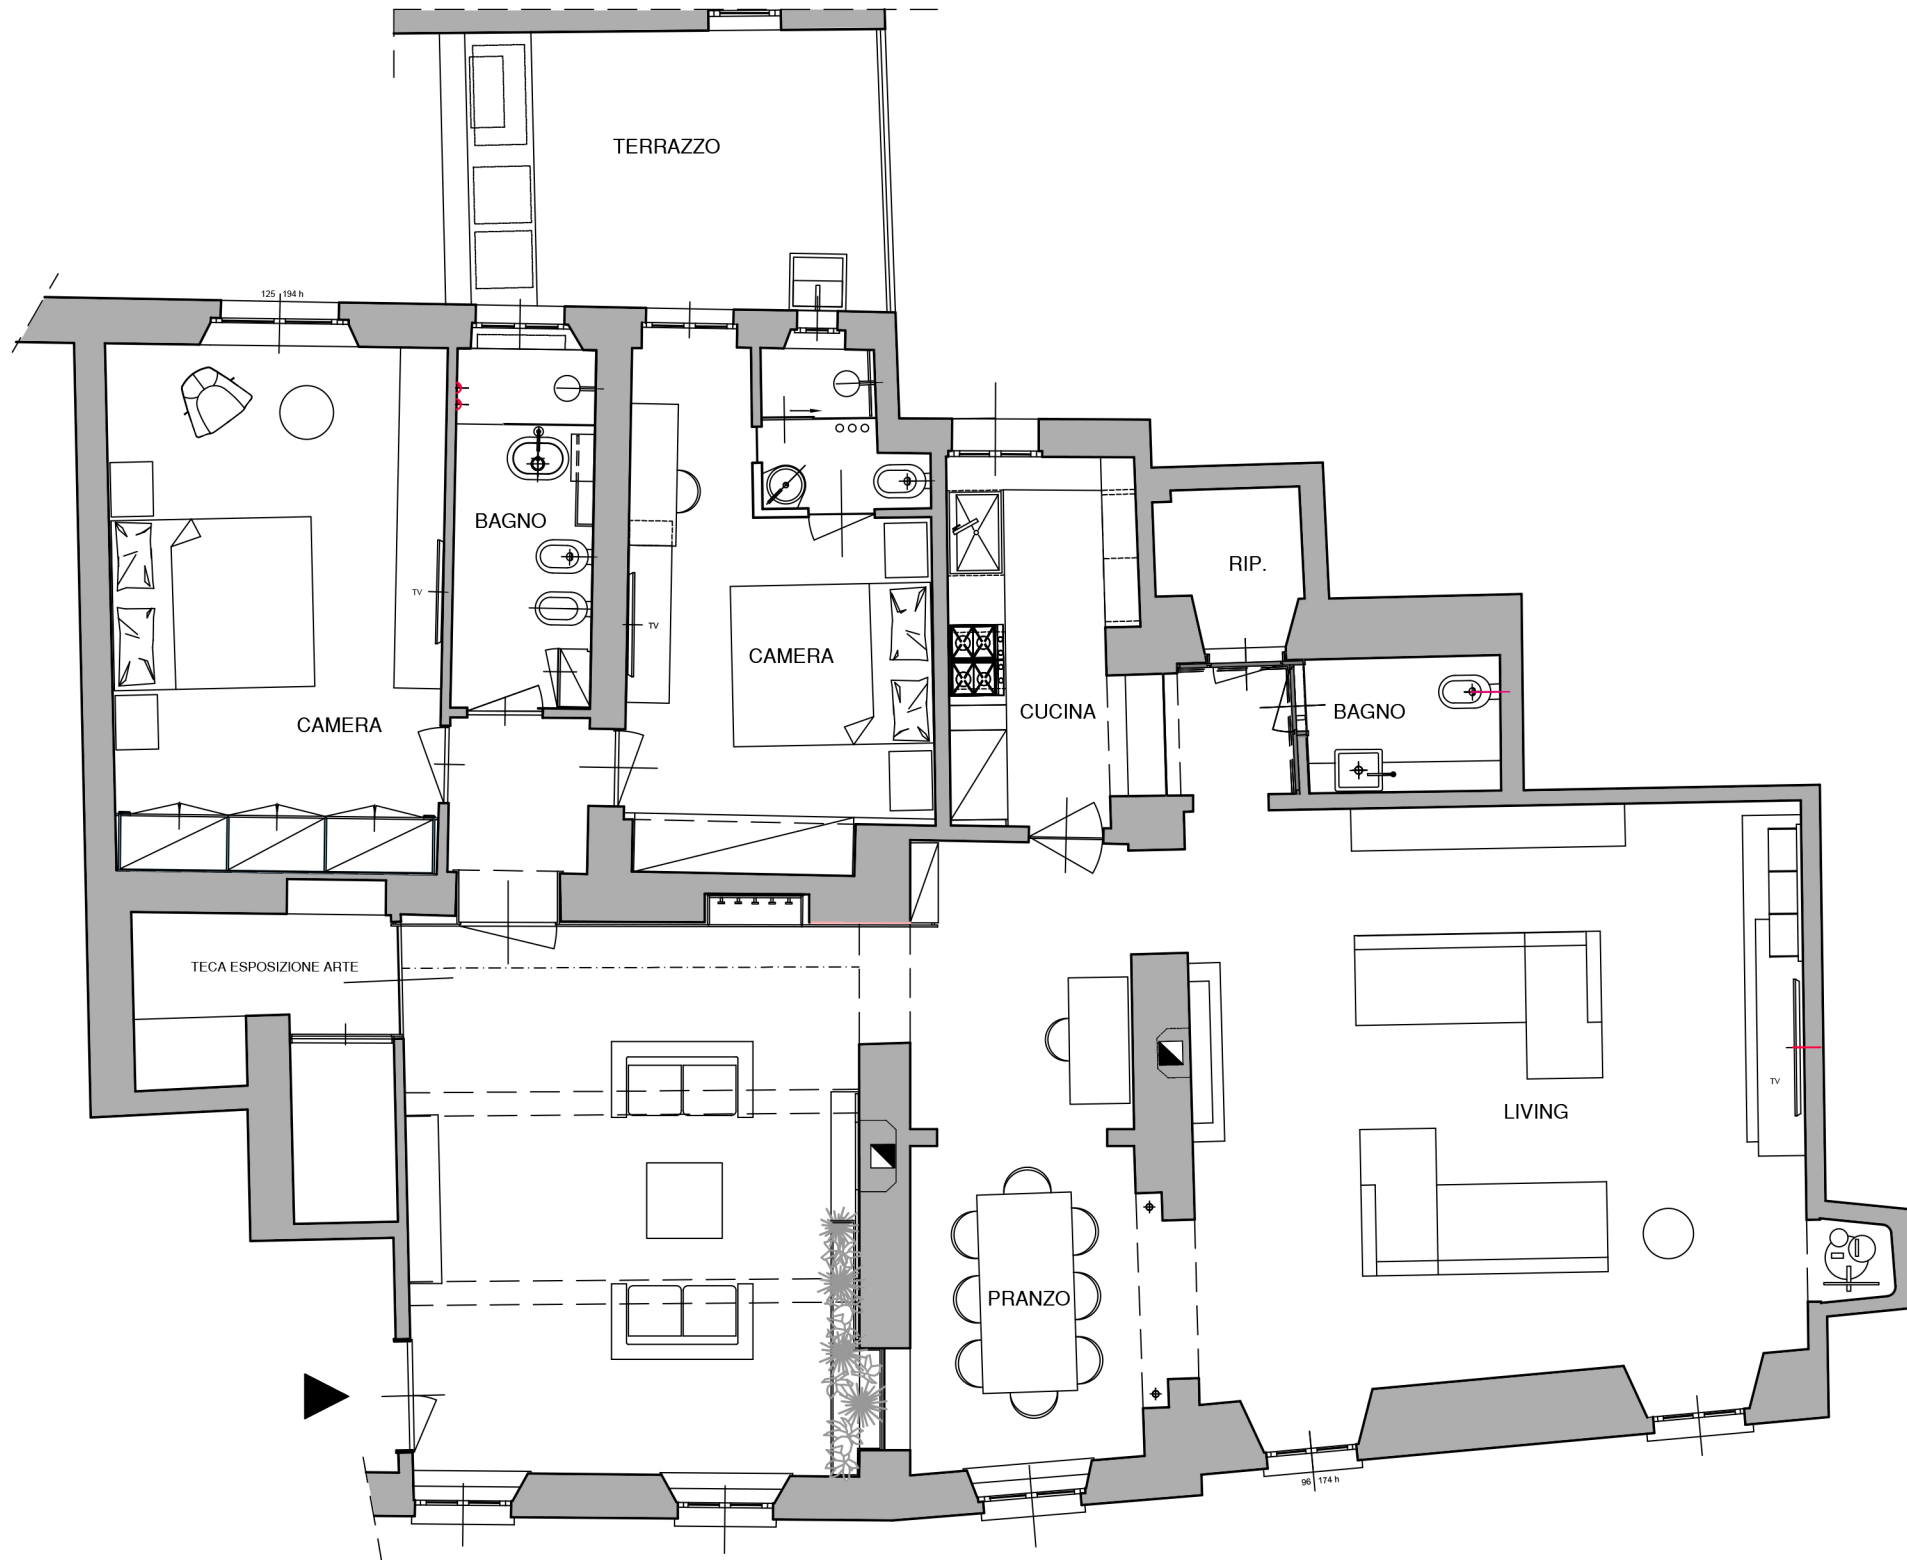 TERRAZZO
125 194 h
BAGNO
RIP.
TV
TV
CAMERA
CUCINA
BAGNO
CAMERA
TECA ESPOSIZIONE ARTE
TV
LIVING
PRANZO
96 174 h